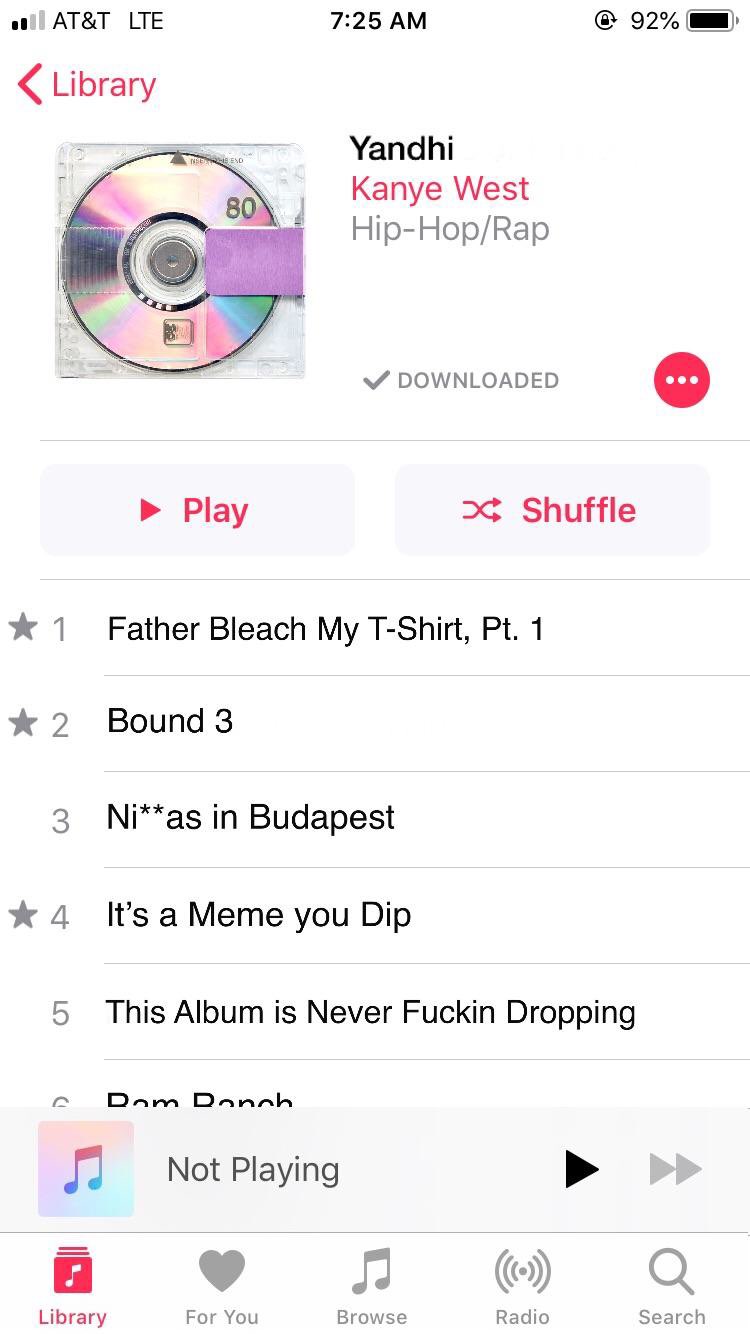 AT&T LTE 7:25 AM 92%
Library
Yandhi
Kanye West
Hip-Hop/Rap
80
DOWNLOADED
Play Shuffle
1 Father Bleach My T-Shirt, Pt. 1
2 Bound 3
3 Ni**as in Budapest
4 It’s a Meme you Dip
5 This Album is Never Fuckin Dropping
6 Ram Ranch
Not Playing
Library For You Browse Radio Search